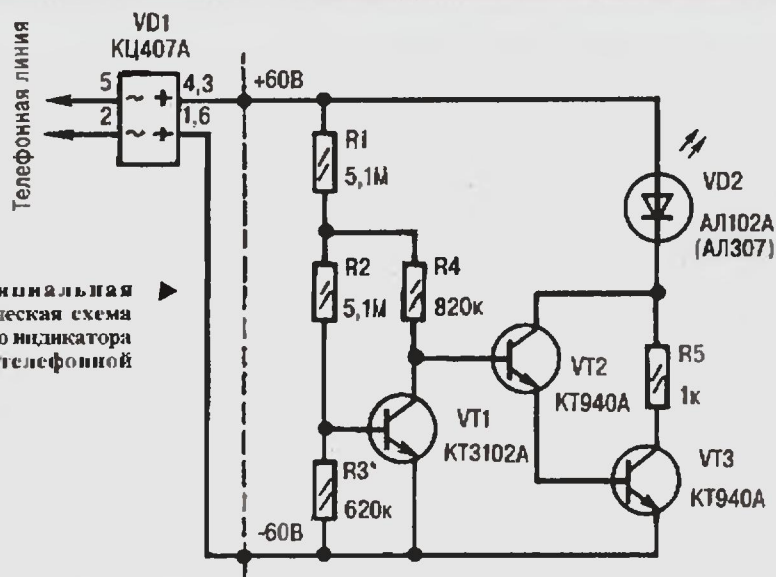 VD1
КЦ407А
Телефонная линия
5 ~ + 4,3
2 ~ + 1,6
+60В
R1
5,1М
R2
5,1М
R4
820к
R3*
620к
VT1
КТ3102А
VT2
КТ940А
VD2
АЛ102А
(АЛ307)
R5
1к
VT3
КТ940А
-60В
нципиальная
ческая схема
о индикатора
телефонной